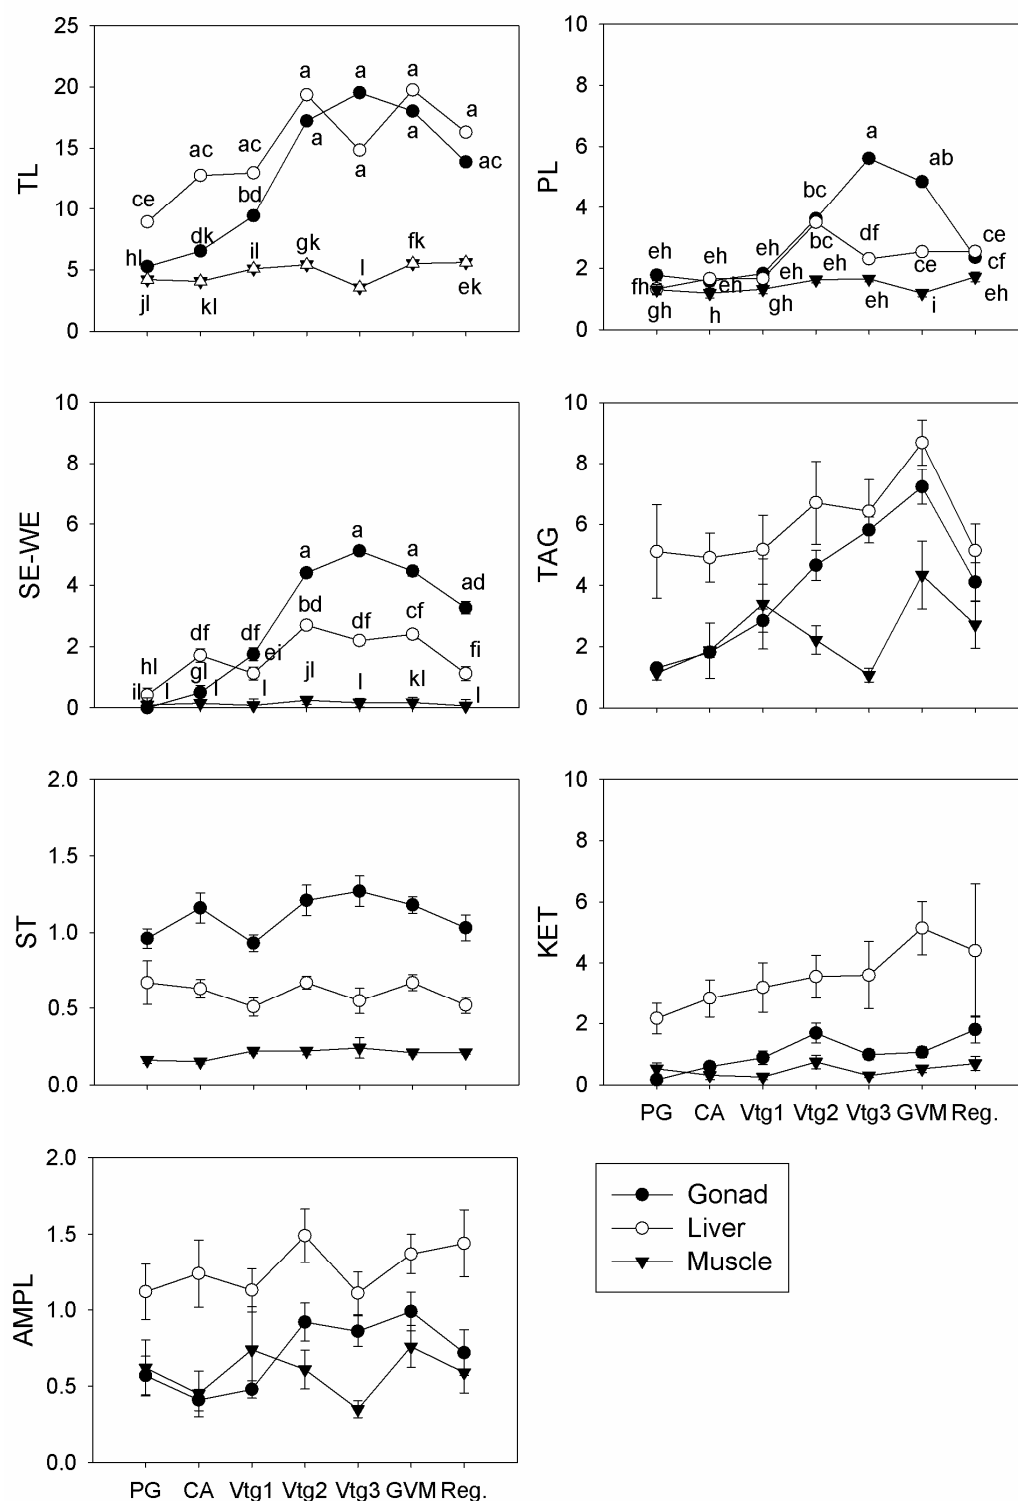 TL
25
20
15
10
5
0
ce
ac
ac
a
a
a
a
hl
dk
bd
a
a
a
ac
jl
kl
il
gk
l
fk
ek
PL
10
8
6
4
2
0
eh
eh
eh
bc
a
ab
ce
fh
eh
eh
bc
df
ce
cf
gh
h
gh
eh
eh
i
eh
SE-WE
10
8
6
4
2
0
hl
df
df
a
a
a
ad
il
gl
ei
bd
df
cf
fi
l
l
l
jl
l
kl
l
TAG
10
8
6
4
2
0
ST
2.0
1.5
1.0
0.5
0.0
KET
10
8
6
4
2
0
PG CA Vtg1 Vtg2 Vtg3 GVM Reg.
AMPL
2.0
1.5
1.0
0.5
0.0
PG CA Vtg1 Vtg2 Vtg3 GVM Reg.
Gonad
Liver
Muscle